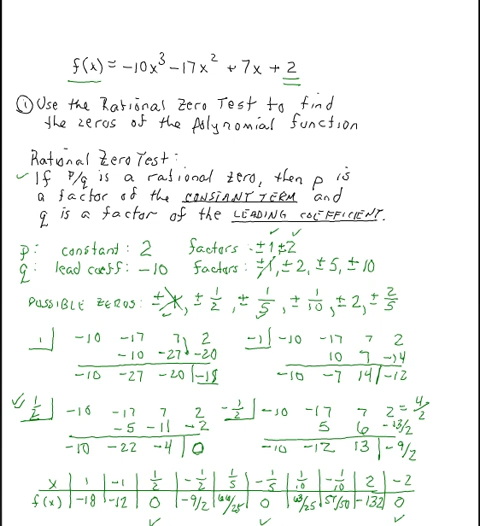 f(x) = -10x³ -17x² + 7x + 2
① Use the Rational Zero Test to find
the zeros of the polynomial function
Rational Zero Test:
✓ If P/q is a rational zero, then p is
a factor of the CONSTANT TERM and
q is a factor of the LEADING COEFFICIENT.
p: constant: 2 factors ±1 ±2
q: lead coeff: -10 factors: ±1, ±2, ±5, ±10
POSSIBLE ZEROS: ±1, ±1/2, ±1/5, ±1/10, ±2, ±2/5
1| -10 -17 7 2 -1| -10 -17 7 2
-10 -27 -20 10 7 -14
-10 -27 -20 |-18 -10 -7 14 |-12
✓ 1/2| -10 -17 7 2 -1/2| -10 -17 7 2 = 4/2
-5 -11 -2 5 6 -13/2
-10 -22 -4 | 0 -10 -12 13 | -9/2
x | 1 | -1 | 1/2 | -1/2 | 1/5 | -1/5 | 1/10 | -1/10 | 2 | -2
f(x) | -18 | -12 | 0 | -9/2 | 66/25 | 0 | 63/25 | 57/50 | -132 | 0